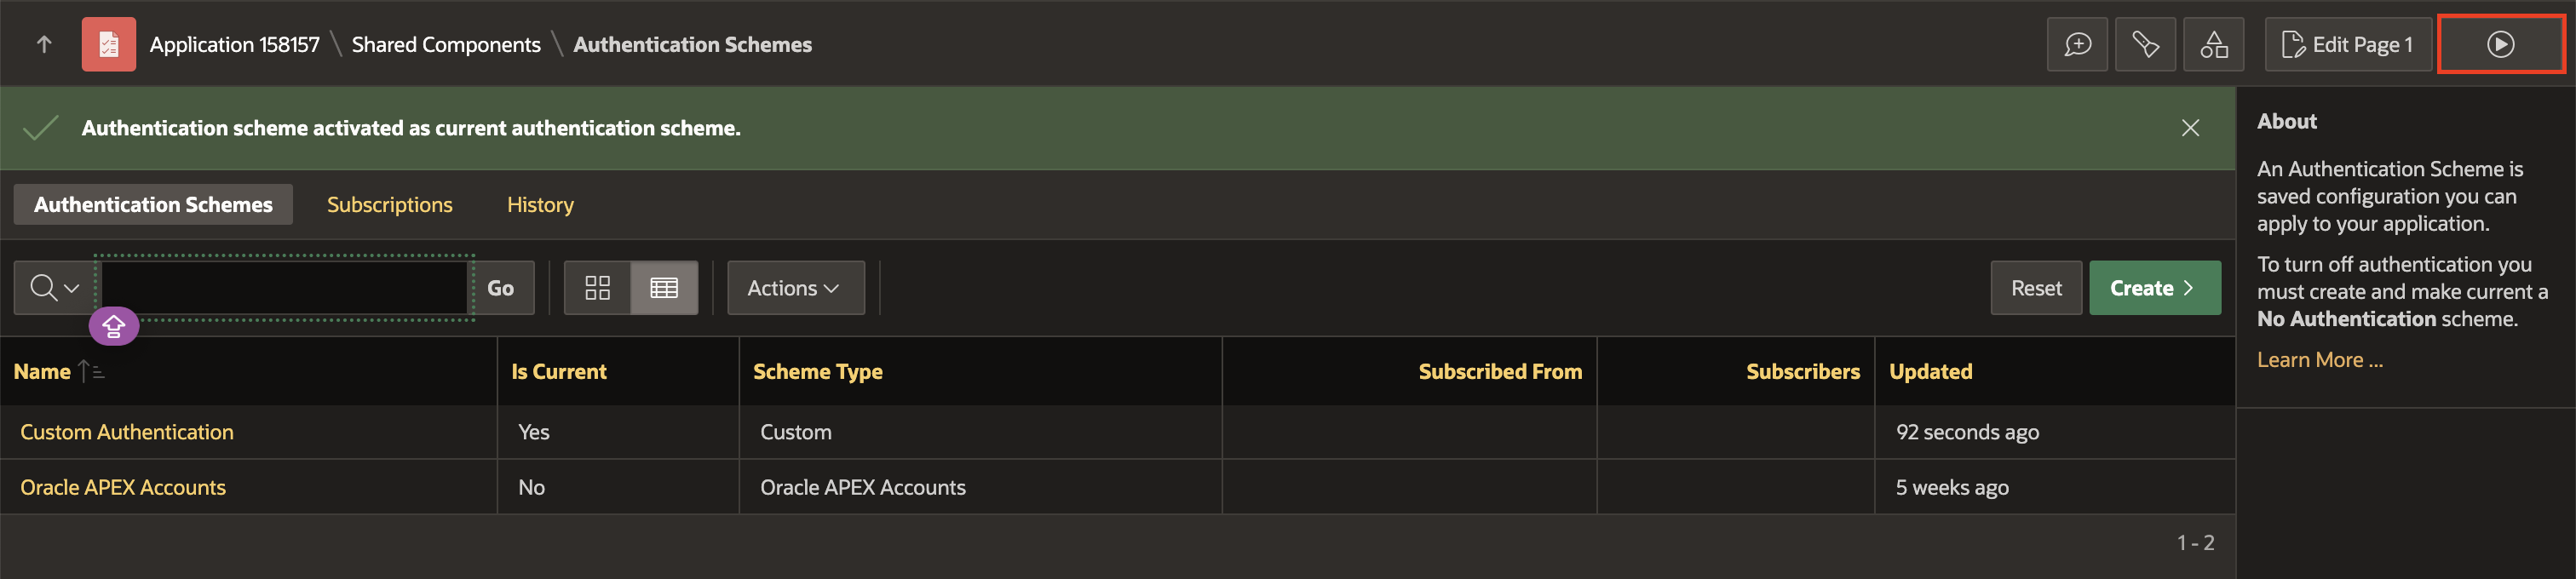 Application 158157 \ Shared Components \ Authentication Schemes
Edit Page 1
Authentication scheme activated as current authentication scheme.
Authentication Schemes
Subscriptions
History
Go
Actions
Reset
Create
Name
Is Current
Scheme Type
Subscribed From
Subscribers
Updated
Custom Authentication
Yes
Custom
92 seconds ago
Oracle APEX Accounts
No
Oracle APEX Accounts
5 weeks ago
1 - 2
About
An Authentication Scheme is
saved configuration you can
apply to your application.
To turn off authentication you
must create and make current a
No Authentication scheme.
Learn More ...